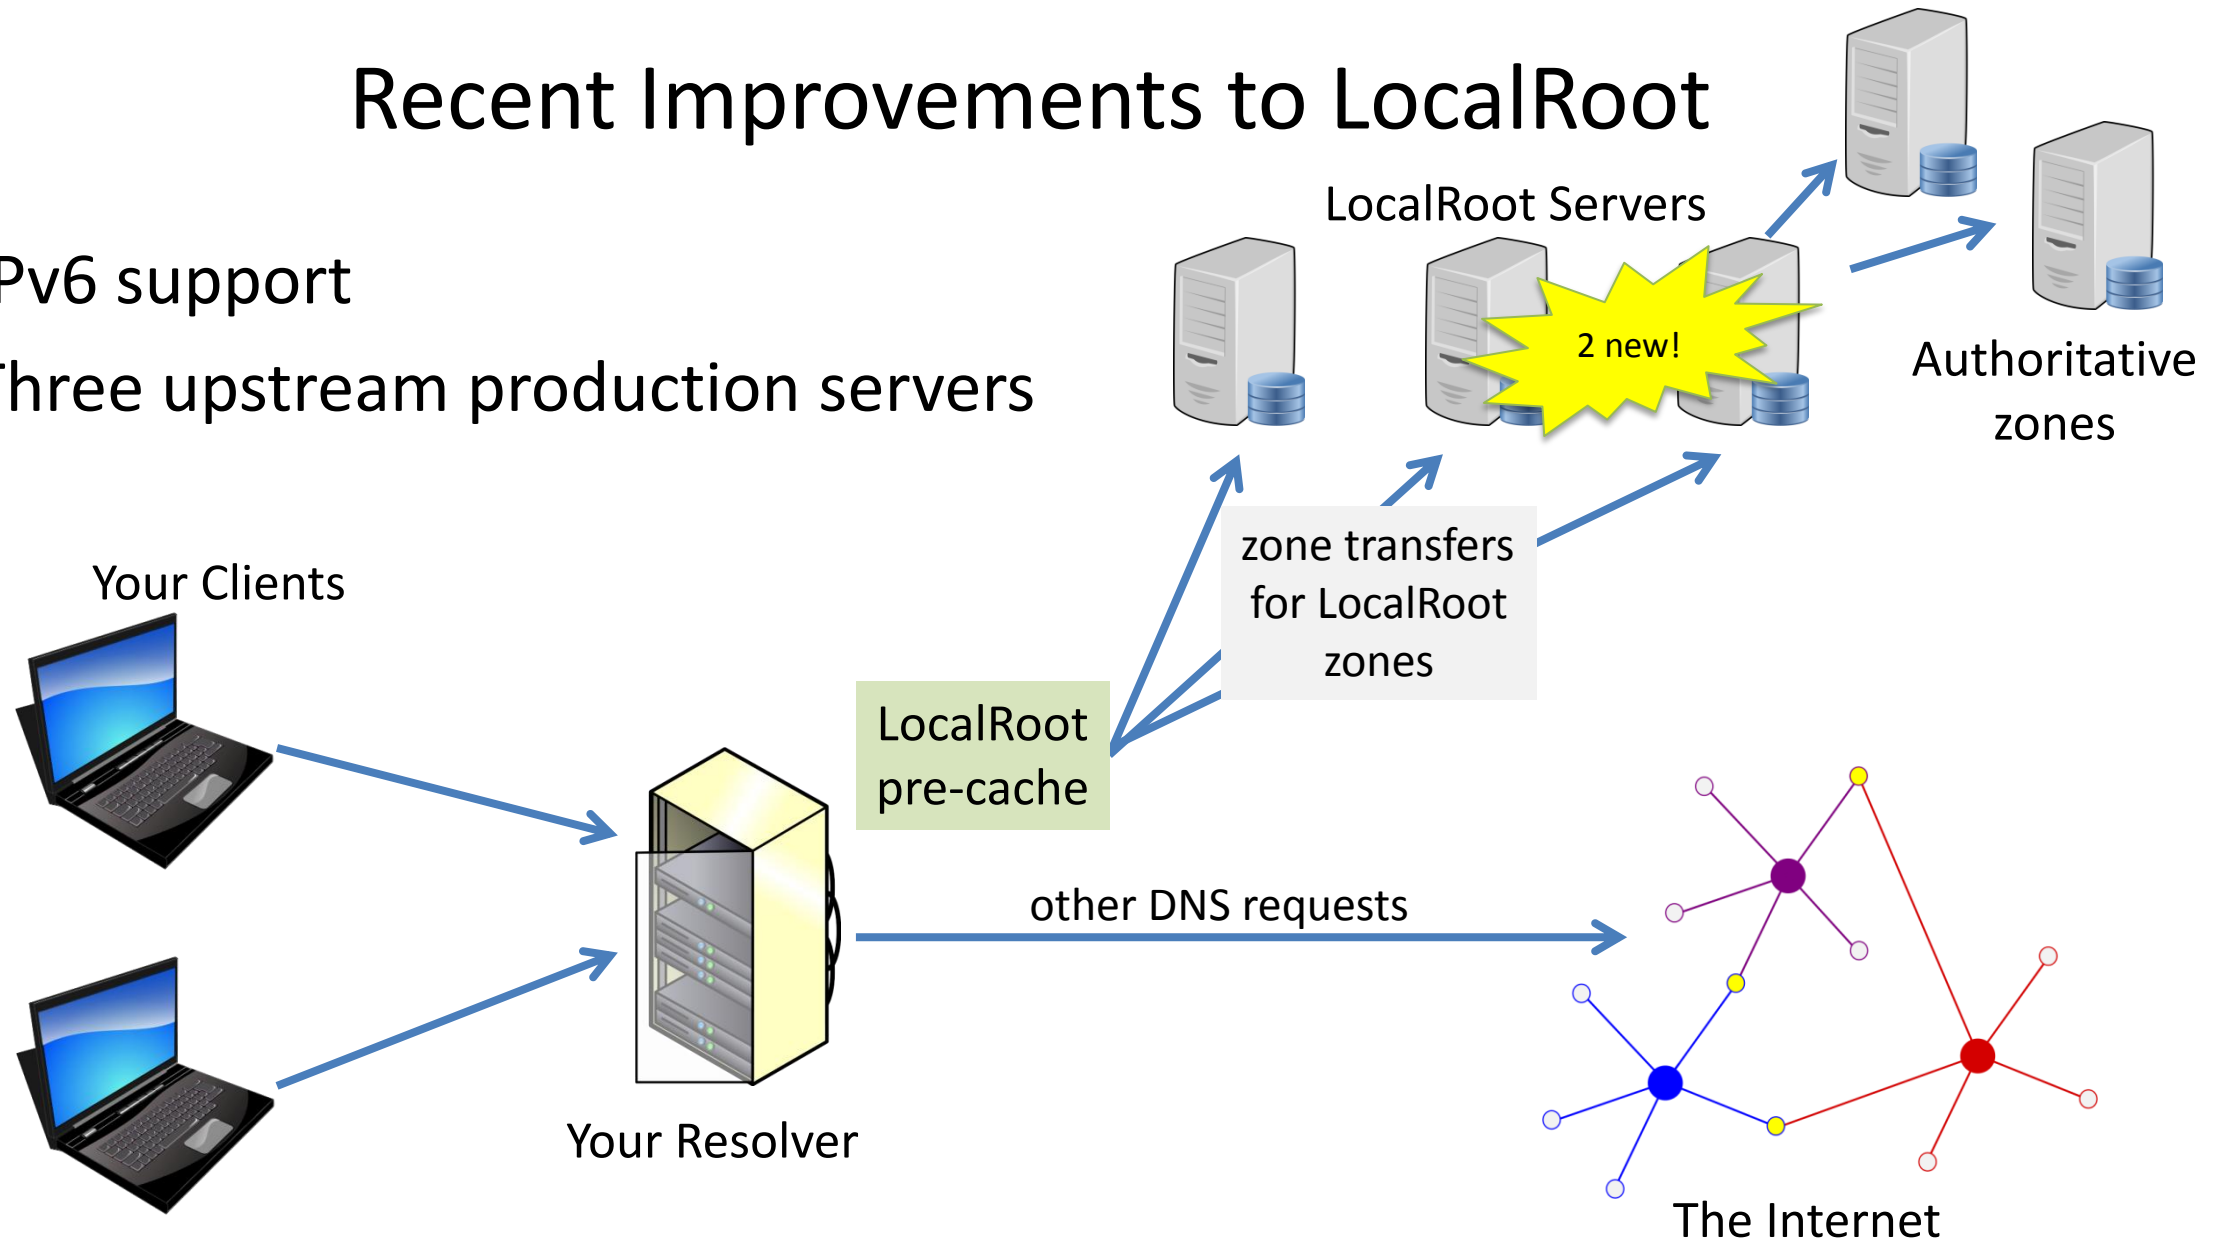 Recent Improvements to LocalRoot
LocalRoot Servers
Pv6 support
Three upstream production servers
2 new!
Authoritative
zones
zone transfers
for LocalRoot
zones
Your Clients
LocalRoot
pre-cache
other DNS requests
Your Resolver
The Internet